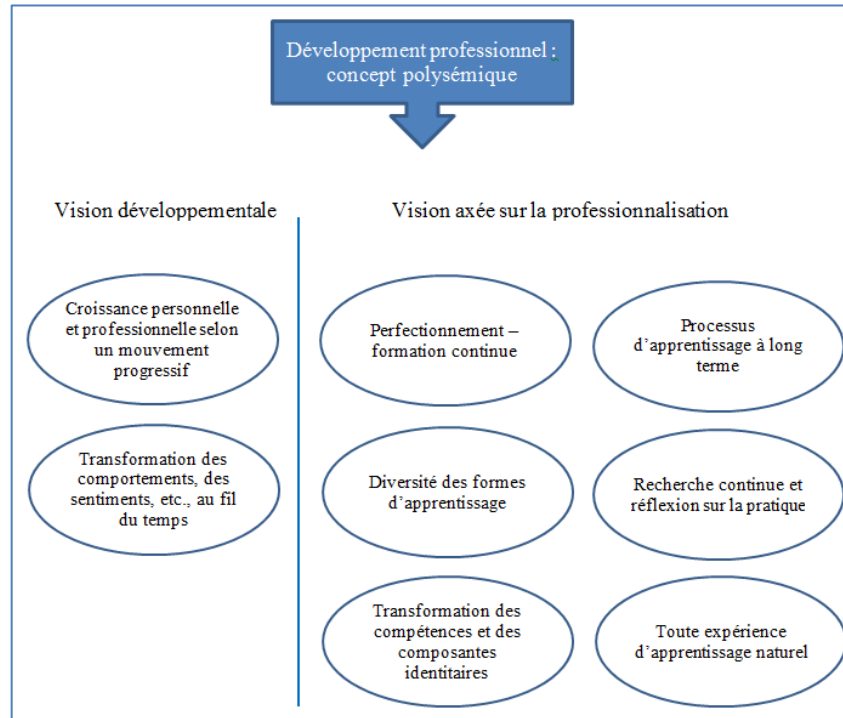 Développement professionnel :
concept polysémique
Vision développementale
Vision axée sur la professionnalisation
Croissance personnelle
et professionnelle selon
un mouvement
progressif
Perfectionnement –
formation continue
Processus
d’apprentissage à long
terme
Transformation des
comportements, des
sentiments, etc., au fil
du temps
Diversité des formes
d’apprentissage
Recherche continue et
réflexion sur la pratique
Transformation des
compétences et des
composantes
identitaires
Toute expérience
d’apprentissage naturel